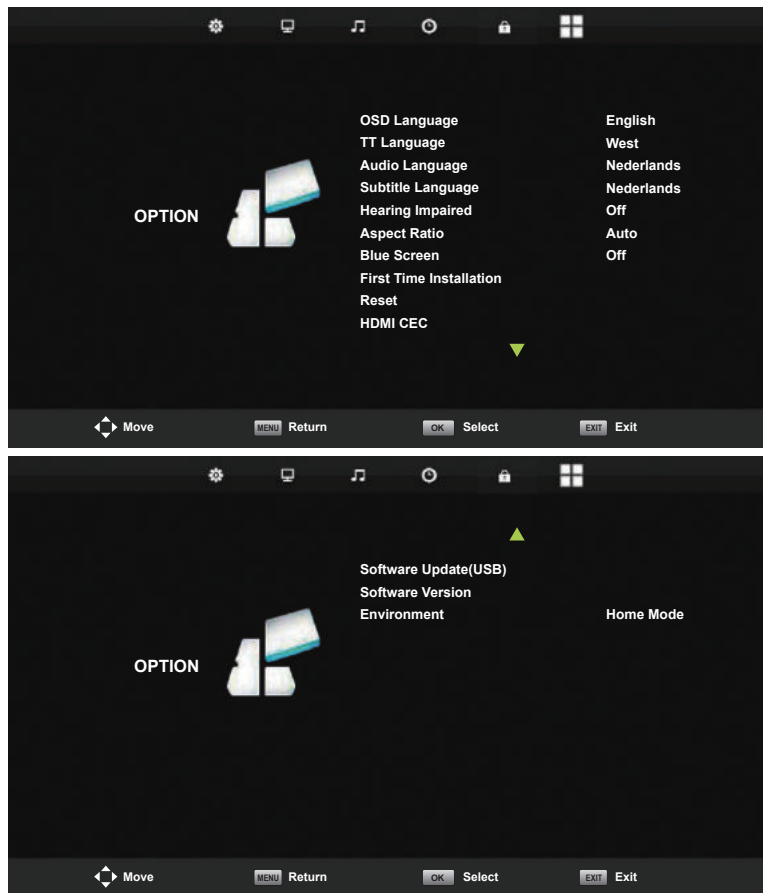 OPTION
OSD Language English
TT Language West
Audio Language Nederlands
Subtitle Language Nederlands
Hearing Impaired Off
Aspect Ratio Auto
Blue Screen Off
First Time Installation
Reset
HDMI CEC
Move MENU Return OK Select EXIT Exit
Software Update(USB)
Software Version
Environment Home Mode
OPTION
Move MENU Return OK Select EXIT Exit